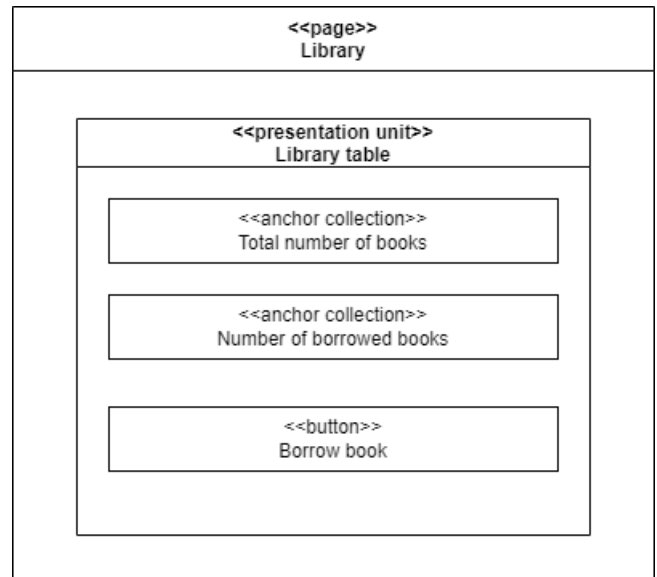 <<page>>
Library
<<presentation unit>>
Library table
<<anchor collection>>
Total number of books
<<anchor collection>>
Number of borrowed books
<<button>>
Borrow book